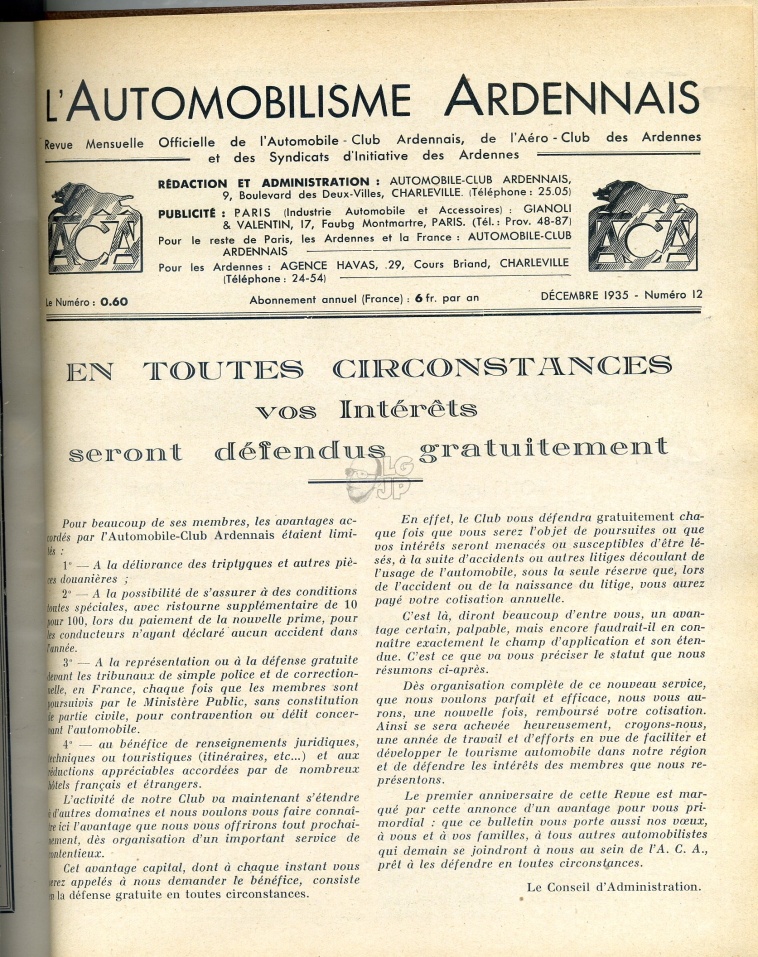 L'AUTOMOBILISME ARDENNAIS
Revue Mensuelle Officielle de l'Automobile-Club Ardennais, de l'Aéro-Club des Ardennes
et des Syndicats d'Initiative des Ardennes
ACA
RÉDACTION ET ADMINISTRATION : AUTOMOBILE-CLUB ARDENNAIS,
9, Boulevard des Deux-Villes, CHARLEVILLE. (Téléphone : 25.05)
PUBLICITÉ : PARIS (Industrie Automobile et Accessoires) : GIANOLI
& VALENTIN, 17, Faubg Montmartre, PARIS. (Tél. : Prov. 48-87)
Pour le reste de Paris, les Ardennes et la France : AUTOMOBILE-CLUB
ARDENNAIS
Pour les Ardennes : AGENCE HAVAS, .29, Cours Briand, CHARLEVILLE
(Téléphone : 24-54)
ACA
Le Numéro : 0.60
Abonnement annuel (France) : 6 fr. par an
DÉCEMBRE 1935 - Numéro 12
EN TOUTES CIRCONSTANCES
vos Intérêts
seront défendus gratuitement
LG
JP
Pour beaucoup de ses membres, les avantages ac-
cordés par l'Automobile-Club Ardennais étaient limi-
tés :
1° — A la délivrance des triptyques et autres piè-
ces douanières ;
2° — A la possibilité de s'assurer à des conditions
toutes spéciales, avec ristourne supplémentaire de 10
pour 100, lors du paiement de la nouvelle prime, pour
les conducteurs n'ayant déclaré aucun accident dans
l'année.
3° — A la représentation ou à la défense gratuite
devant les tribunaux de simple police et de correction-
nelle, en France, chaque fois que les membres sont
poursuivis par le Ministère Public, sans constitution
de partie civile, pour contravention ou délit concer-
nant l'automobile.
4° — au bénéfice de renseignements juridiques,
techniques ou touristiques (itinéraires, etc...) et aux
réductions appréciables accordées par de nombreux
hôtels français et étrangers.
L'activité de notre Club va maintenant s'étendre
à d'autres domaines et nous voulons vous faire connaî-
tre ici l'avantage que nous vous offrirons tout prochai-
nement, dès organisation d'un important service de
contentieux.
Cet avantage capital, dont à chaque instant vous
serez appelés à nous demander le bénéfice, consiste
en la défense gratuite en toutes circonstances.
En effet, le Club vous défendra gratuitement cha-
que fois que vous serez l'objet de poursuites ou que
vos intérêts seront menacés ou susceptibles d'être lé-
sés, à la suite d'accidents ou autres litiges découlant de
l'usage de l'automobile, sous la seule réserve que, lors
de l'accident ou de la naissance du litige, vous aurez
payé votre cotisation annuelle.
C'est là, diront beaucoup d'entre vous, un avan-
tage certain, palpable, mais encore faudrait-il en con-
naître exactement le champ d'application et son éten-
due. C'est ce que va vous préciser le statut que nous
résumons ci-après.
Dès organisation complète de ce nouveau service,
que nous voulons parfait et efficace, nous vous au-
rons, une nouvelle fois, remboursé votre cotisation.
Ainsi se sera achevée heureusement, croyons-nous,
une année de travail et d'efforts en vue de faciliter et
développer le tourisme automobile dans notre région
et de défendre les intérêts des membres que nous re-
présentons.
Le premier anniversaire de cette Revue est mar-
qué par cette annonce d'un avantage pour vous pri-
mordial : que ce bulletin vous porte aussi nos vœux,
à vous et à vos familles, à tous autres automobilistes
qui demain se joindront à nous au sein de l'A. C. A.,
prêt à les défendre en toutes circonstances.
Le Conseil d'Administration.